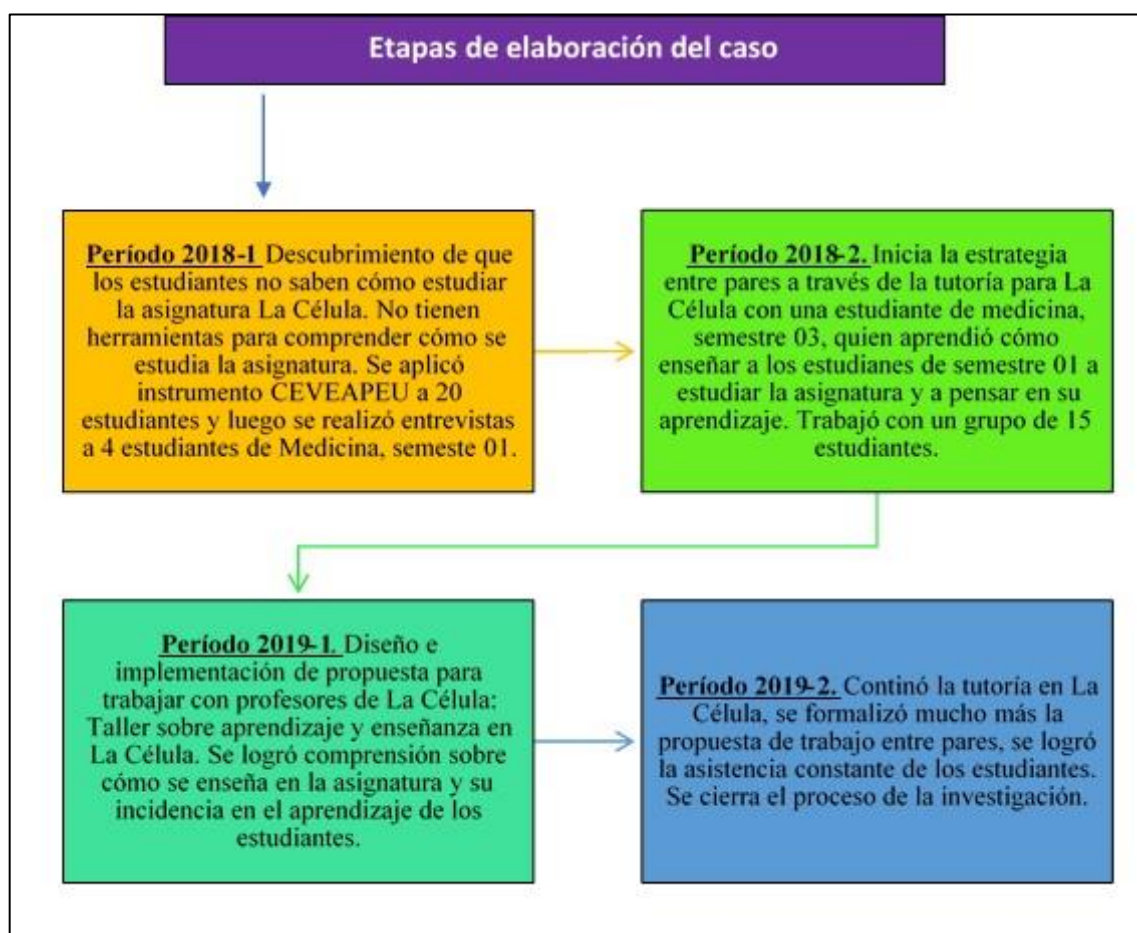 Etapas de elaboración del caso
Período 2018-1 Descubrimiento de que
los estudiantes no saben cómo estudiar
la asignatura La Célula. No tienen
herramientas para comprender cómo se
estudia la asignatura. Se aplicó
instrumento CEVEAPEU a 20
estudiantes y luego se realizó entrevistas
a 4 estudiantes de Medicina, semeste 01.
Período 2018-2. Inicia la estrategia
entre pares a través de la tutoría para La
Célula con una estudiante de medicina,
semestre 03, quien aprendió cómo
enseñar a los estudianes de semestre 01 a
estudiar la asignatura y a pensar en su
aprendizaje. Trabajó con un grupo de 15
estudiantes.
Período 2019-1. Diseño e
implementación de propuesta para
trabajar con profesores de La Célula:
Taller sobre aprendizaje y enseñanza en
La Célula. Se logró comprensión sobre
cómo se enseña en la asignatura y su
incidencia en el aprendizaje de los
estudiantes.
Período 2019-2. Continó la tutoría en La
Célula, se formalizó mucho más la
propuesta de trabajo entre pares, se logró
la asistencia constante de los estudiantes.
Se cierra el proceso de la investigación.